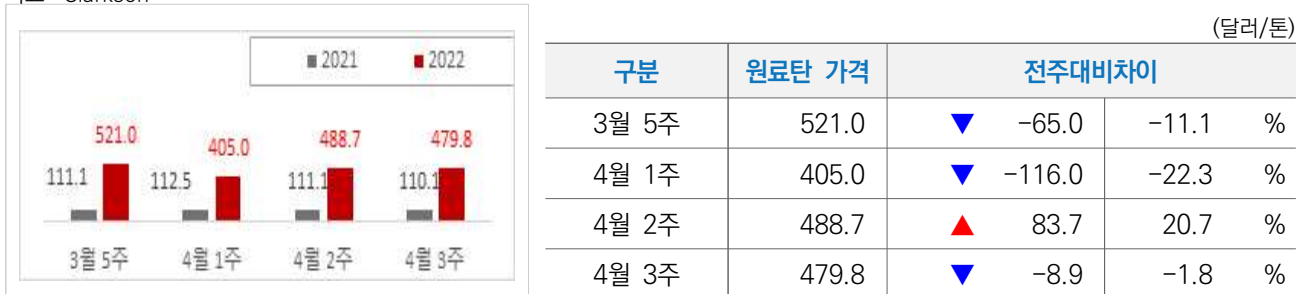 Clarkson
■ 2021 ■ 2022
521.0 405.0 488.7 479.8
111.1 112.5 111.1 110.1
3월 5주 4월 1주 4월 2주 4월 3주
(달러/톤)
구분 원료탄 가격 전주대비차이
3월 5주 521.0 ▼ -65.0 -11.1 %
4월 1주 405.0 ▼ -116.0 -22.3 %
4월 2주 488.7 ▲ 83.7 20.7 %
4월 3주 479.8 ▼ -8.9 -1.8 %